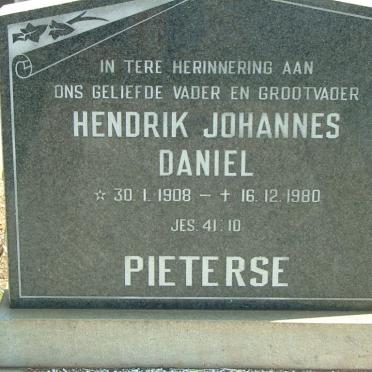 IN TERE HERINNERING AAN
ONS GELIEFDE VADER EN GROOTVADER
HENDRIK JOHANNES
DANIEL
☆ 30. 1. 1908 – ✝ 16. 12. 1980
JES. 41: 10
PIETERSE